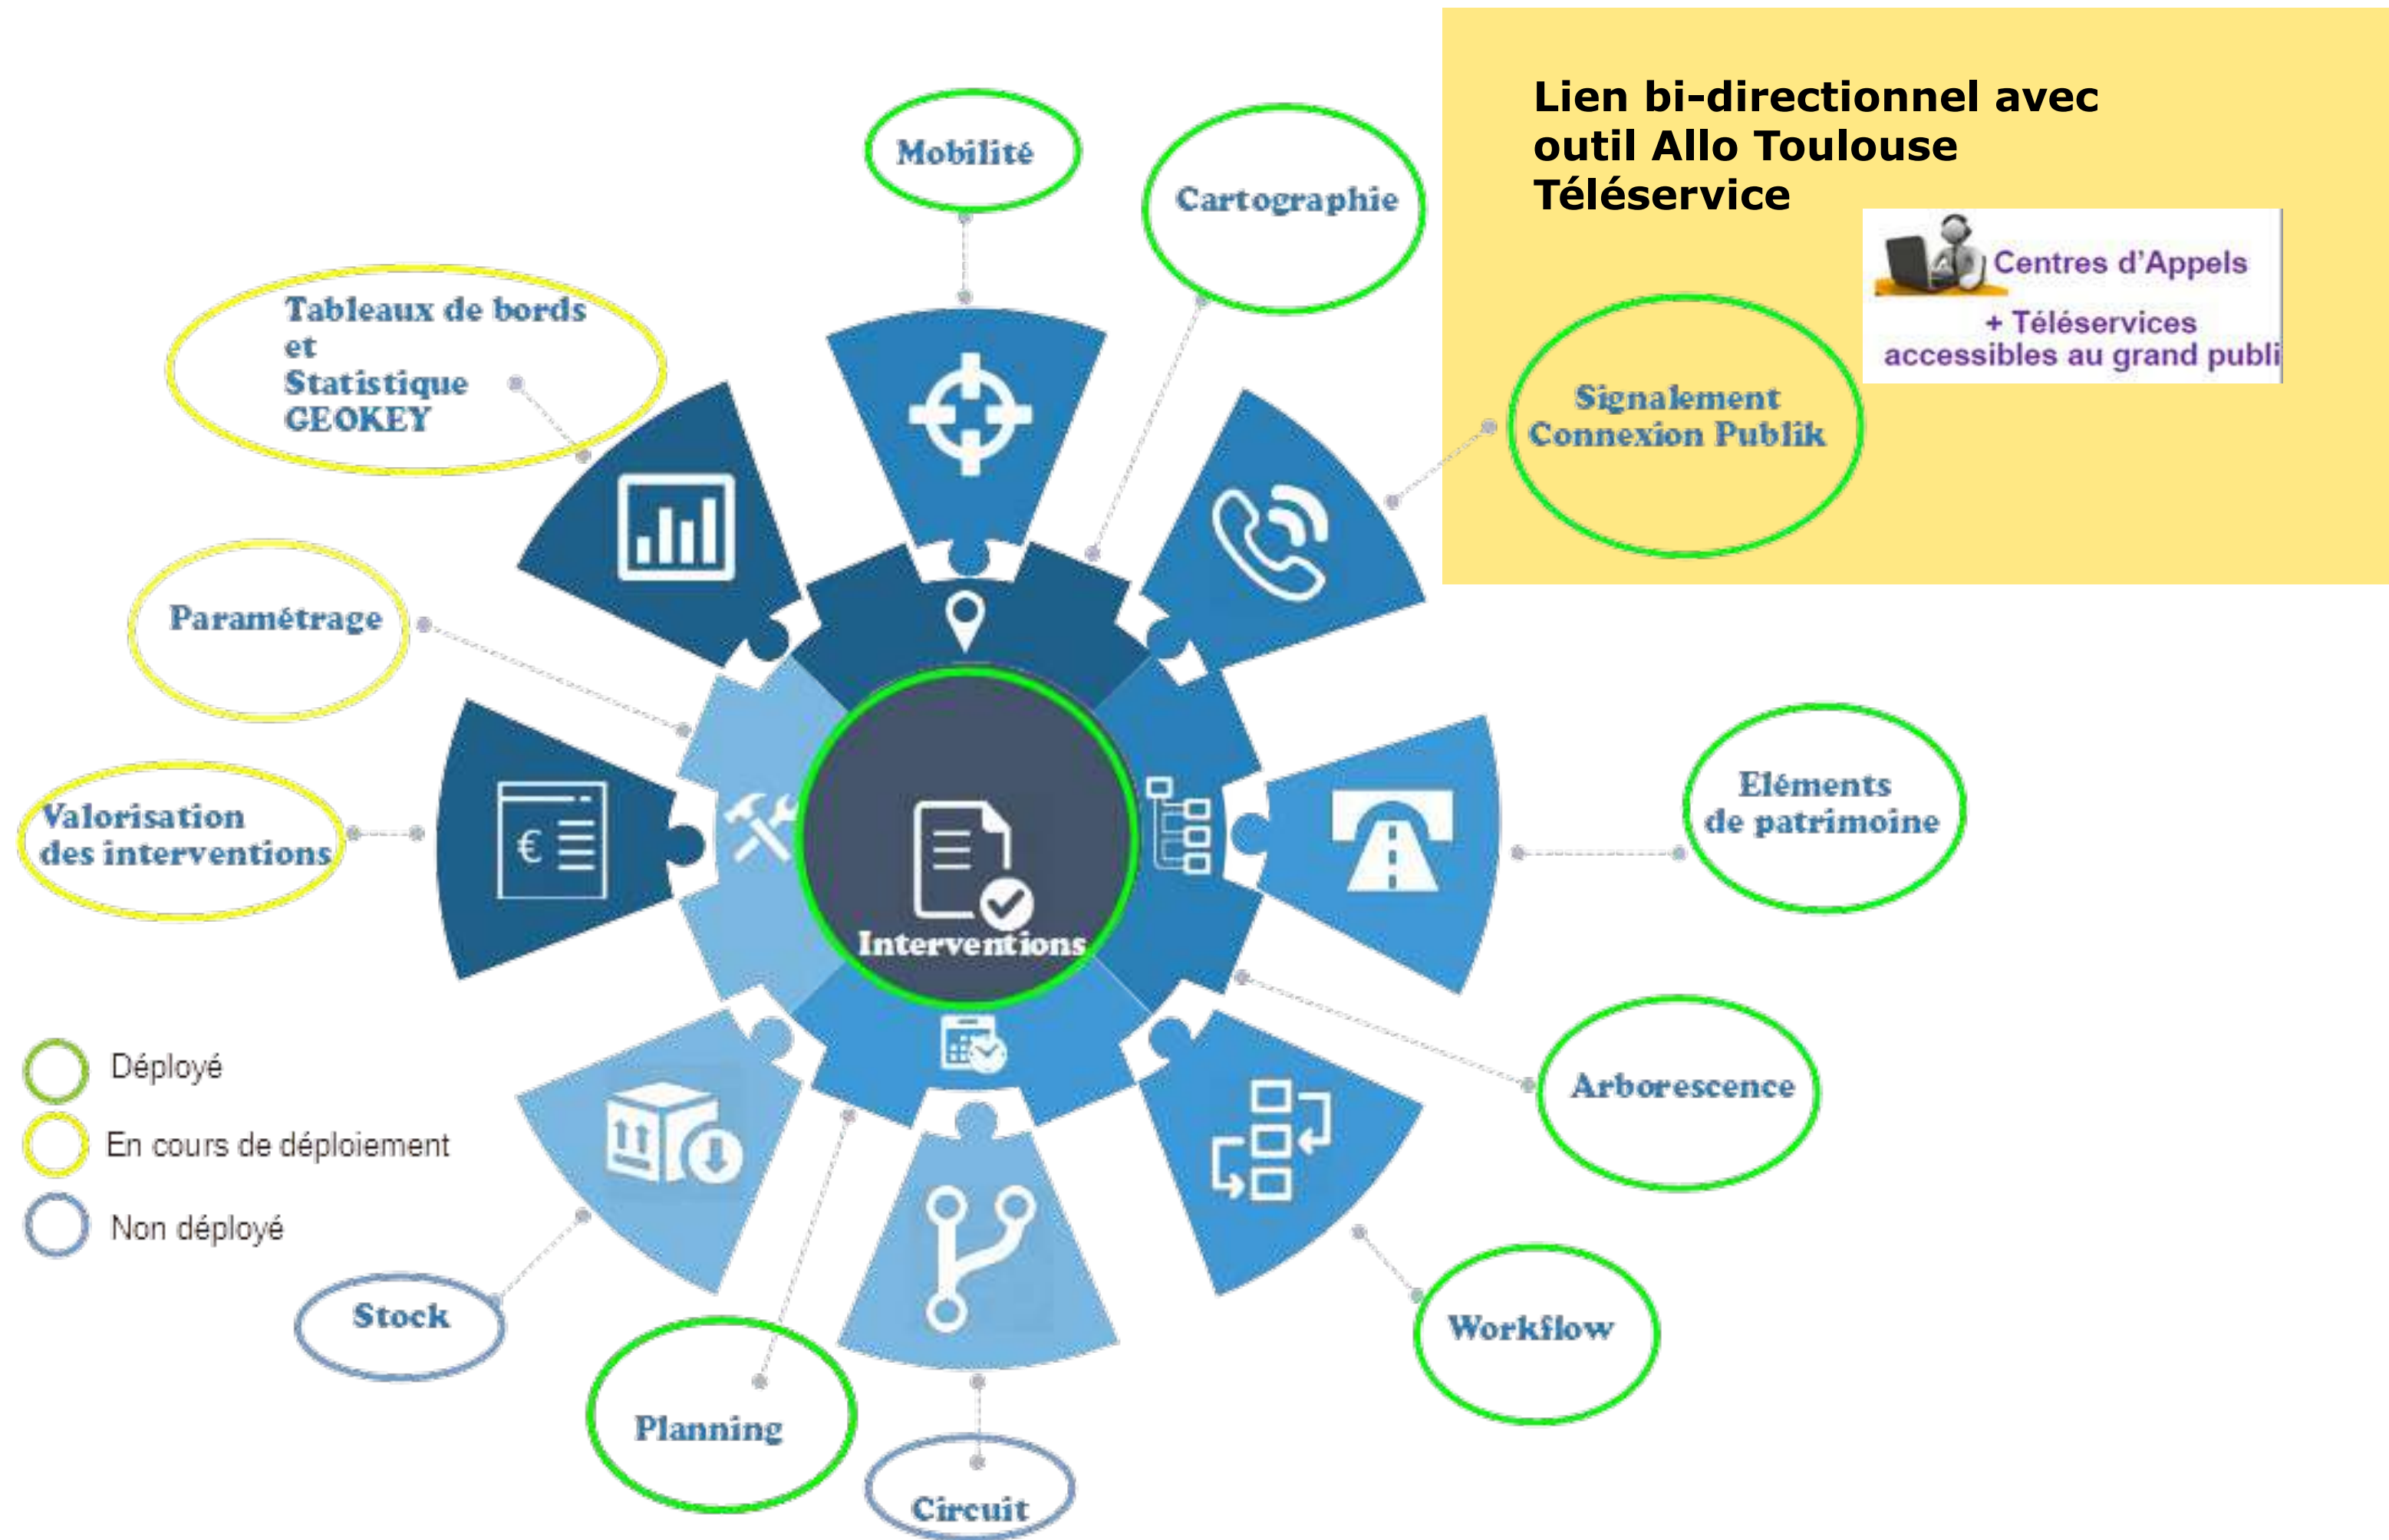 Lien bi-directionnel avec
outil Allo Toulouse
Téléservice
Mobilité
Cartographie
Centres d'Appels
+ Téléservices
accessibles au grand publi
Tableaux de bords
et
Statistique
GEOKEY
Signalement
Connexion Publik
Paramétrage
Valorisation
des interventions
€
Eléments
de patrimoine
Interventions
Déployé
En cours de déploiement
Non déployé
Arborescence
Stock
Workflow
Planning
Circuit